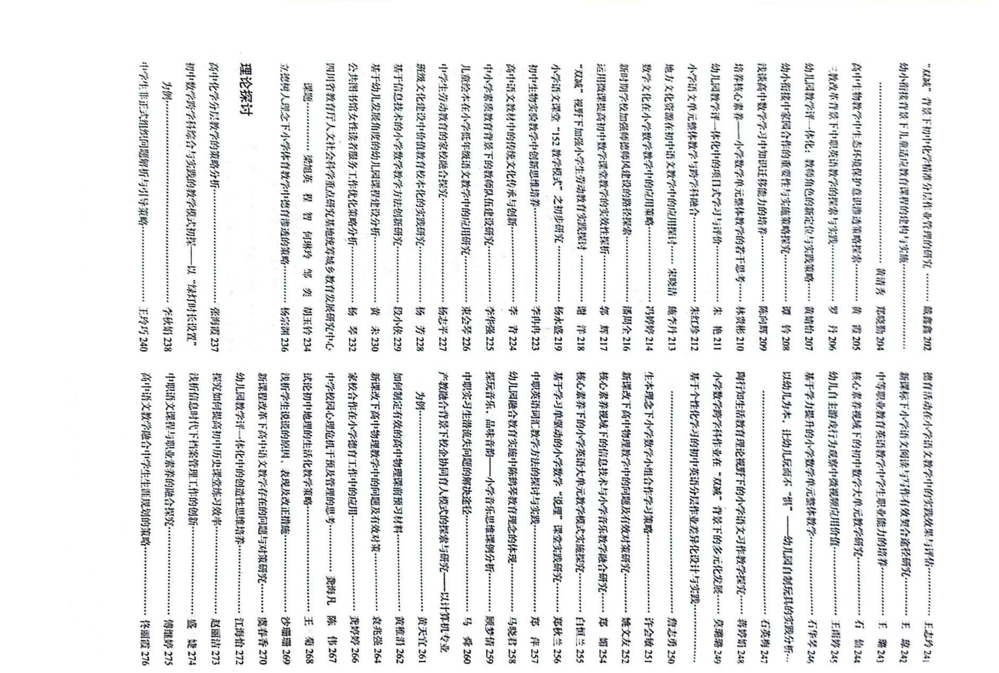 “双减”背景下初中化学精准分层作业管理的研究 ……… 戴鑫鑫 202
幼小衔接背景下儿童适应教育课程的建构与实施……………
……………………………… 黄清秀 郑晓勤 204
高中生物教学中生态环境保护意识渗透策略探索………… 黄 霞 205
三教改革背景下中职英语教学的探索与实践…………… 罗 丹 206
幼儿园教学评一体化：教师角色的新定位与实践策略…… 黄婧怡 207
幼小衔接中家园合作的重要性与实施策略探究………… 谭 铃 208
浅谈高中数学学习中知识迁移能力的培养…………… 陈向辉 209
培养核心素养——小学数学单元整体教学的若干思考…… 林贵彬 210
幼儿园教学评一体化中的项目式学习与评价………… 朱 艳 211
小学语文单元整体教学与跨学科融合……………… 朱红珍 212
地方文化资源在初中语文教学中的应用探讨…… 宋晓洁 施李丹 213
数学文化在小学数学教学中的应用策略…………… 冯婷婷 214
新时期学校加强师德师风建设的路径探索…………… 潘周全 216
运用微课提高初中数学课堂教学的实效性探析………… 郭 辉 217
“双减”视野下加强小学生劳动教育实践探讨 ………… 谢 洋 218
小学语文课堂“152 教学模式”之初步研究 …………… 杨永盛 219
初中生物实验教学中创新思维培养……………… 李冉冉 223
高中语文教材中的传统文化传承与创新…………… 李 青 224
中小学素质教育背景下的教师队伍建设研究………… 李华强 225
儿童绘本在小学低年级语文教学中的应用研究………… 束会琴 226
中学生劳动教育的家校融合探究………………… 杨志平 227
班级文化建设中价值教育校本化的实践研究………… 杨 芳 228
基于信息技术的小学数学教学方法创新研究………… 段小侠 229
基于幼儿发展角度的幼儿园课程建设分析………… 黄 未 230
公共图书馆女性读者服务工作优化策略分析………… 杨 琴 232
四川省教育厅人文社会科学重点研究基地统筹城乡教育发展研究中心
课题………… 梁旭英 程 智 何琳玲 邹 奕 胡玉铃 234
立德树人理念下小学体育教学中德育渗透的策略……… 杨宗渊 236
理论探讨
高中化学分层教学的策略分析…………………… 张海霞 237
初中数学跨学科综合与实践的教学模式初探——以“绿灯时长设置”
为例……………………………………… 李秋娟 238
中学生非正式组织问题解析与引导策略…………… 王玲巧 240
德育活动在小学语文教学中的实践效果与评估………… 王志玲 241
新课标下小学语文阅读与写作有效契合途径研究……… 王 琼 242
中等职业教育英语教学中学生职业能力的培养………… 王 璐 243
核心素养视域下的初中数学大单元教学研究………… 石 仙 244
幼儿自主游戏行为观察中微视频应用价值…………… 王雨婷 245
基于学力提升的小学数学单元整体教学…………… 石华琴 246
以幼儿为本，让幼儿玩而不“惧”——幼儿园自制玩具的实践分析…
……………………………………… 石英梅 247
陶行知生活教育理论视野下的小学语文习作教学探究…… 蒋婷娟 248
小学数学跨学科作业在“双减”背景下的多元化发展…… 莫璐璐 249
基于个性化学习的初中英语分层作业差异化设计与实践…………
……………………………………… 詹志勇 250
生本理念下小学数学小组合作学习策略…………… 许会敏 251
新课改下高中物理教学中的问题及有效对策研究……… 姚文友 252
核心素养视域下的信息技术与小学音乐教学融合研究…… 郑 媚 254
核心素养下的小学英语大单元教学模式实施探究……… 白恒兰 255
基于学习单驱动的小学数学“说理”课堂实践研究……… 郑秋兰 256
中职英语词汇教学方法的探讨与实践……………… 郑 萍 257
幼儿园融合教育实施中陈鹤琴教育理念的体现……… 马晓君 258
探玩音乐，品味音韵——小学音乐思维课例分析……… 顾梦倩 259
中职实习生潜流失问题的解决途径……………… 马 舜 260
产教融合背景下校企协同育人模式的探索与研究——以计算机专业
为例……………………………………… 黄天宜 261
如何制定有效的高中物理课前预习材料…………… 黄稚涓 262
新课改下高中物理教学中的问题及有效对策………… 袁兆强 264
家校合作在小学德育工作中的应用……………… 龚婷婷 266
中学校园心理危机干预及管理的思考………… 龚海凡 陈 伟 267
试论初中地理的生活化教学策略………………… 王 菊 268
浅析学生说谎的原因、表现及改正措施…………… 沙珊珊 269
新课程改革下高中语文教学存在的问题与对策研究…… 虞春香 270
幼儿园教学评一体化中的创造性思维培养………… 江海怡 272
探究如何提高初中历史课堂练习效率……………… 赵丽洁 273
浅析信息时代下档案管理工作的创新……………… 盛 婕 274
中职语文课程与职业素养的融合探究……………… 傅继婷 275
高中语文教学融合中学生生涯规划的策略………… 佟丽霞 276